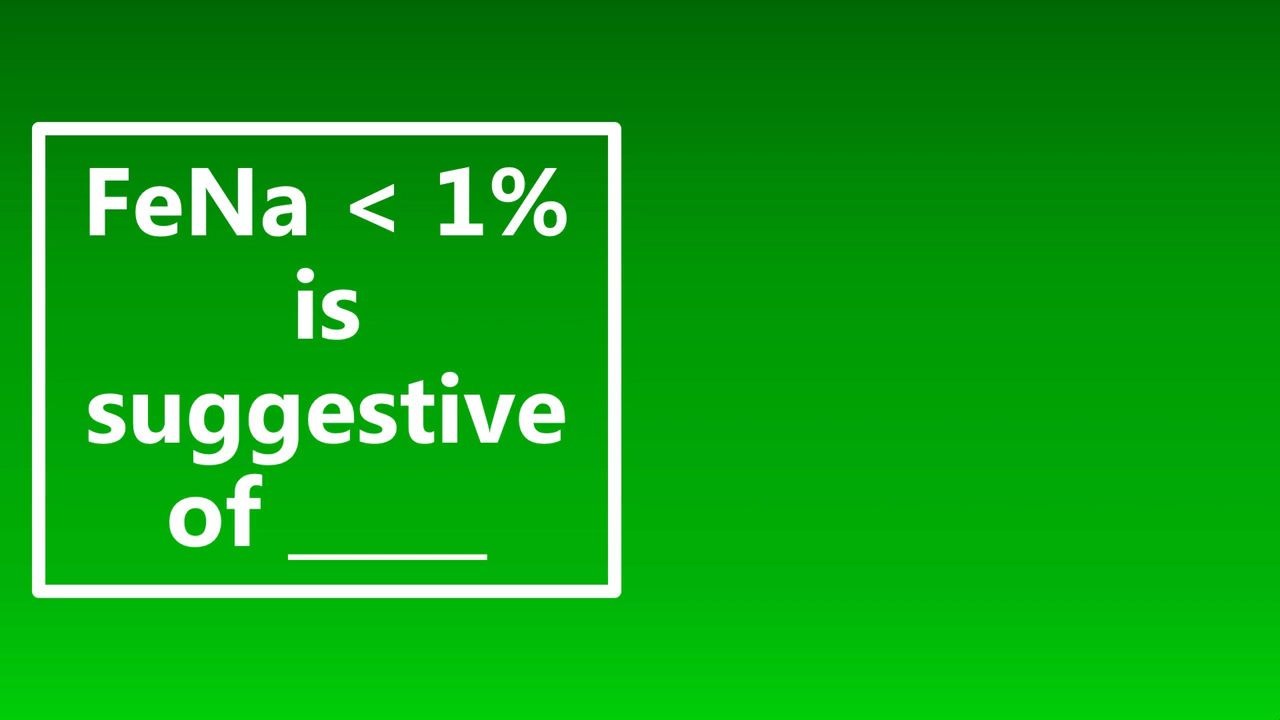 FeNa < 1%
is
suggestive
of _____